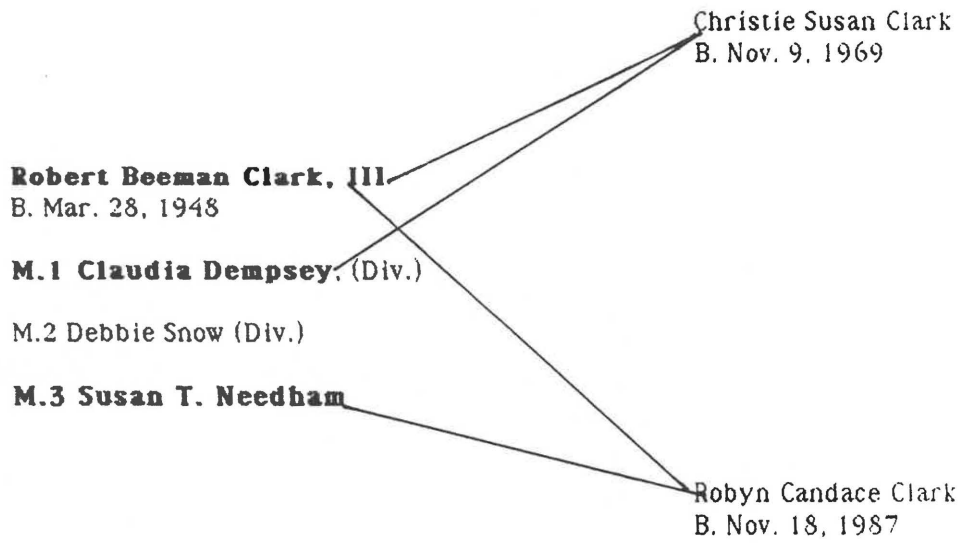 Christie Susan Clark
B. Nov. 9, 1969
Robert Beeman Clark, III
B. Mar. 28, 1948
M.1 Claudia Dempsey, (Div.)
M.2 Debbie Snow (Div.)
M.3 Susan T. Needham
Robyn Candace Clark
B. Nov. 18, 1987